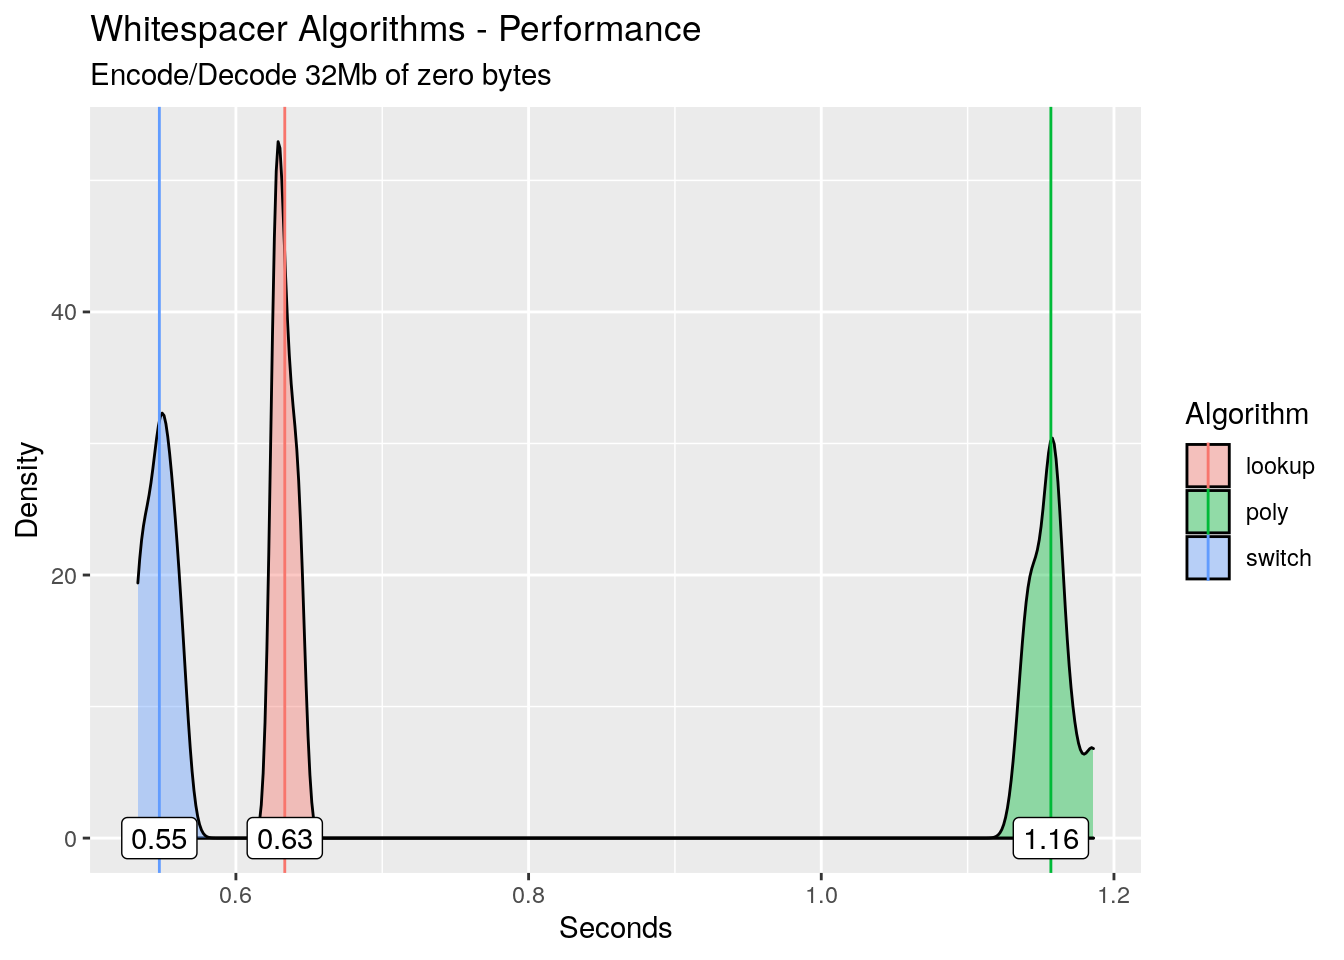 Whitespacer Algorithms - Performance
Encode/Decode 32Mb of zero bytes
Density
40
20
0
0.55
0.63
1.16
0.6
0.8
1.0
1.2
Seconds
Algorithm
lookup
poly
switch